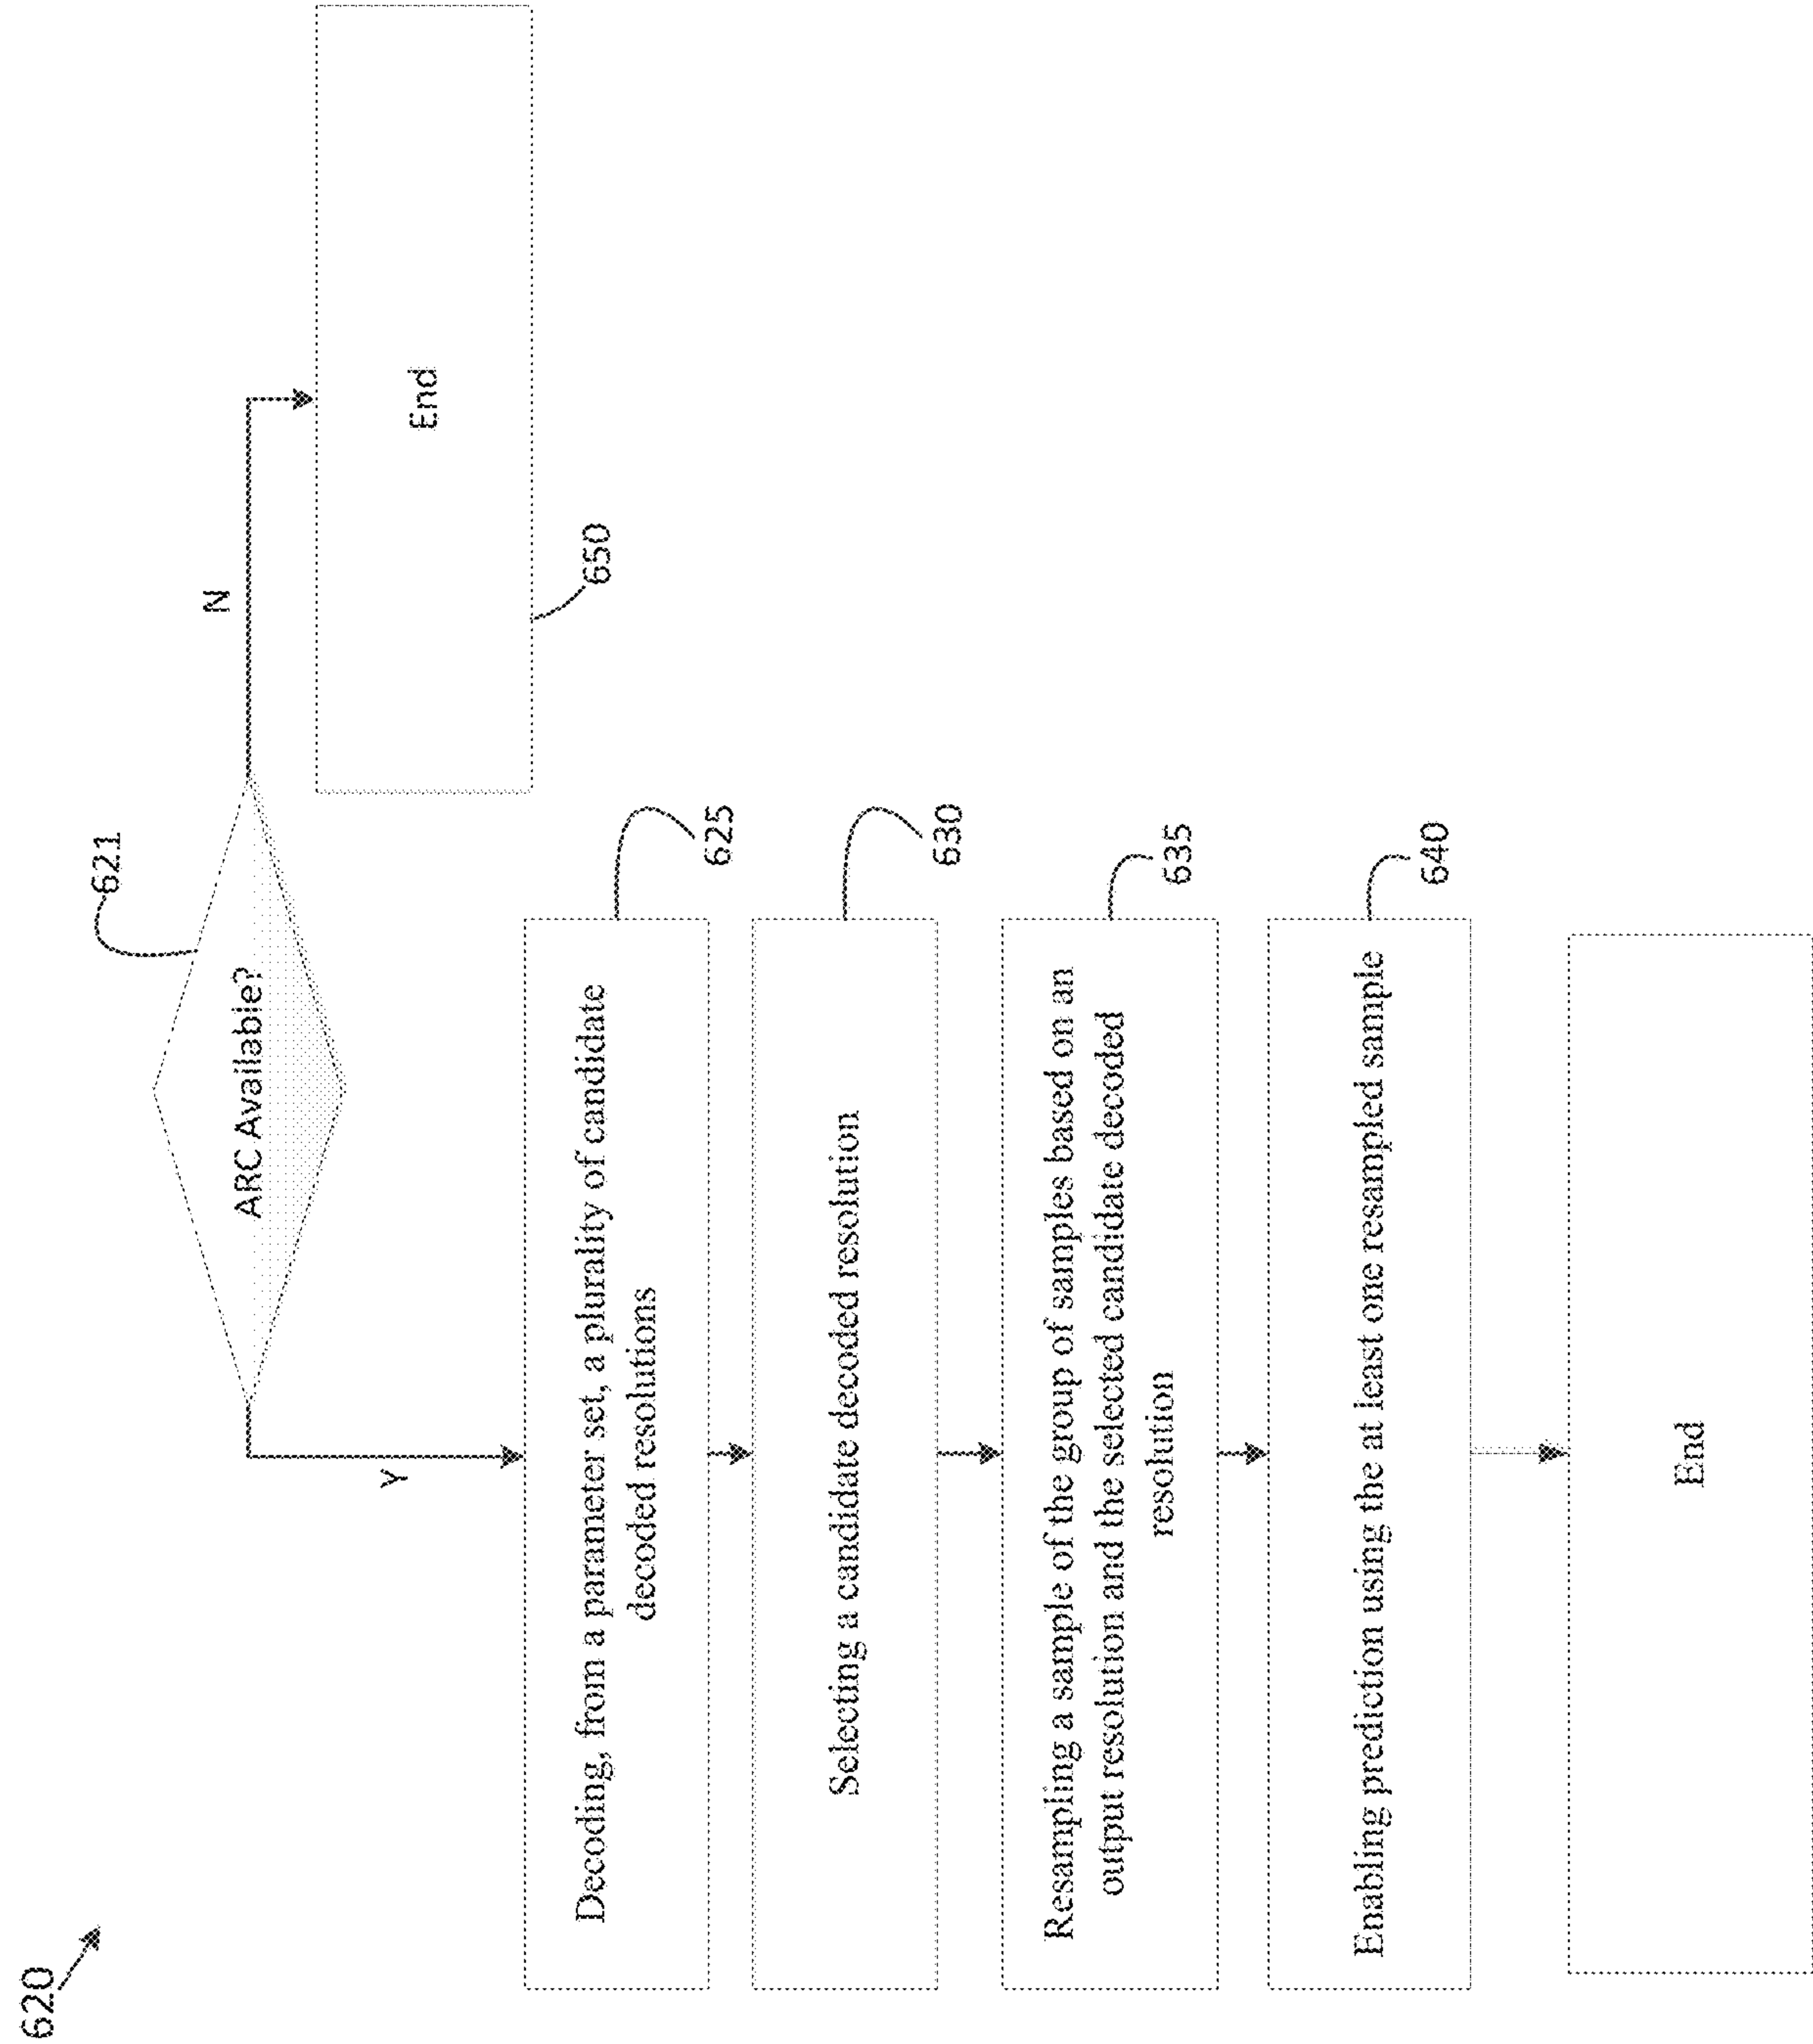 620
621
ARC Available?
N
Y
End
650
Decoding, from a parameter set, a plurality of candidate
decoded resolutions
625
Selecting a candidate decoded resolution
630
Resampling a sample of the group of samples based on an
output resolution and the selected candidate decoded
resolution
635
Enabling prediction using the at least one resampled sample
640
End